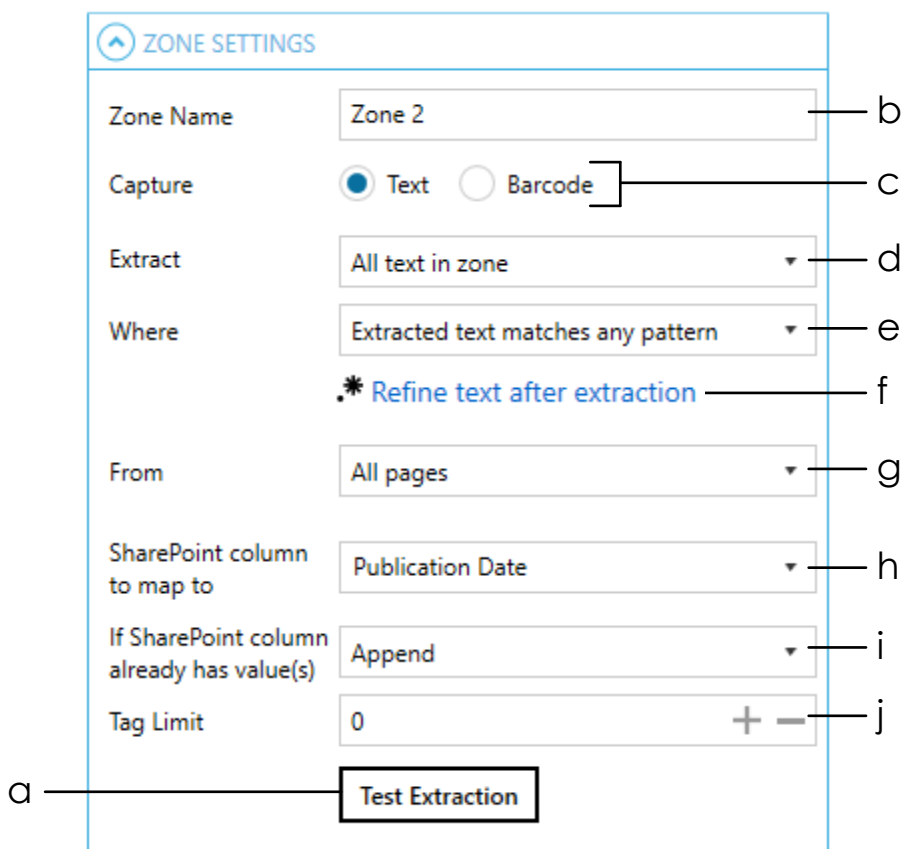 ZONE SETTINGS
Zone Name Zone 2 b
Capture Text Barcode c
Extract All text in zone d
Where Extracted text matches any pattern e
.* Refine text after extraction f
From All pages g
SharePoint column
to map to Publication Date h
If SharePoint column
already has value(s) Append i
Tag Limit 0 + − j
a Test Extraction